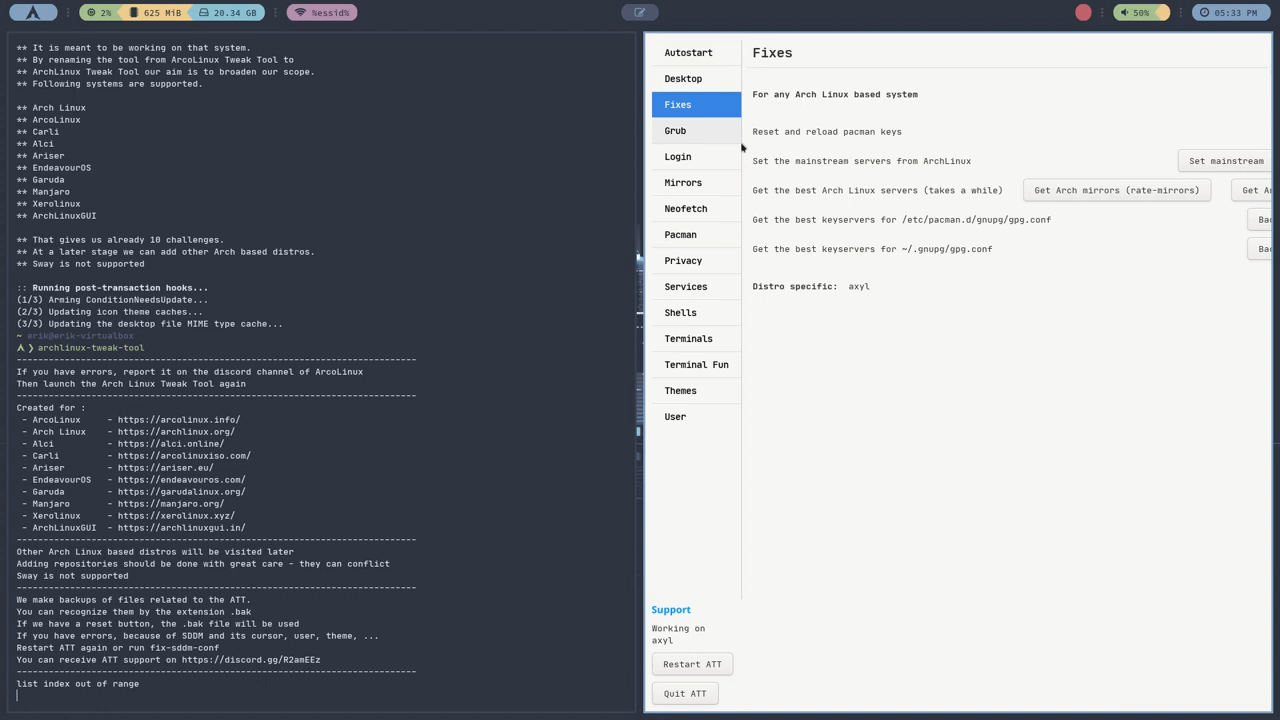 2%
625 MiB
20.34 GB
%essid%
50%
05:33 PM
** It is meant to be working on that system.
** By renaming the tool from ArcoLinux Tweak Tool to
** ArchLinux Tweak Tool our aim is to broaden our scope.
** Following systems are supported.
** Arch Linux
** ArcoLinux
** Carli
** Alci
** Ariser
** EndeavourOS
** Garuda
** Manjaro
** Xerolinux
** ArchLinuxGUI
** That gives us already 10 challenges.
** At a later stage we can add other Arch based distros.
** Sway is not supported
:: Running post-transaction hooks...
(1/3) Arming ConditionNeedsUpdate...
(2/3) Updating icon theme caches...
(3/3) Updating the desktop file MIME type cache...
~ erik@erik-virtualbox
❯ archlinux-tweak-tool
------------------------------------------------------------------------
If you have errors, report it on the discord channel of ArcoLinux
Then launch the Arch Linux Tweak Tool again
------------------------------------------------------------------------
Created for :
- ArcoLinux - https://arcolinux.info/
- Arch Linux - https://archlinux.org/
- Alci - https://alci.online/
- Carli - https://arcolinuxiso.com/
- Ariser - https://ariser.eu/
- EndeavourOS - https://endeavouros.com/
- Garuda - https://garudalinux.org/
- Manjaro - https://manjaro.org/
- Xerolinux - https://xerolinux.xyz/
- ArchLinuxGUI - https://archlinuxgui.in/
------------------------------------------------------------------------
Other Arch Linux based distros will be visited later
Adding repositories should be done with great care - they can conflict
Sway is not supported
------------------------------------------------------------------------
We make backups of files related to the ATT.
You can recognize them by the extension .bak
If we have a reset button, the .bak file will be used
If you have errors, because of SDDM and its cursor, user, theme, ...
Restart ATT again or run fix-sddm-conf
You can receive ATT support on https://discord.gg/R2amEEz
------------------------------------------------------------------------
list index out of range
Autostart
Desktop
Fixes
Grub
Login
Mirrors
Neofetch
Pacman
Privacy
Services
Shells
Terminals
Terminal Fun
Themes
User
Support
Working on
axyl
Restart ATT
Quit ATT
Fixes
For any Arch Linux based system
Reset and reload pacman keys
Set the mainstream servers from ArchLinux Set mainstream
Get the best Arch Linux servers (takes a while) Get Arch mirrors (rate-mirrors) Get Ar
Get the best keyservers for /etc/pacman.d/gnupg/gpg.conf Bac
Get the best keyservers for ~/.gnupg/gpg.conf Bac
Distro specific: axyl